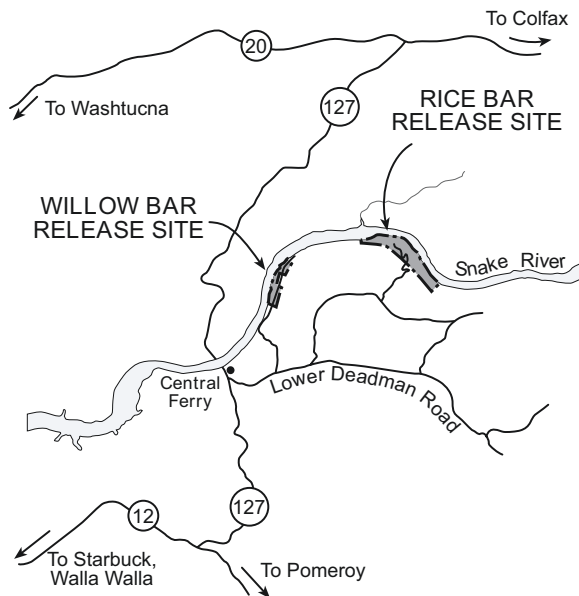 To Colfax
20
To Washtucna
127
RICE BAR
RELEASE SITE
WILLOW BAR
RELEASE SITE
Snake River
Central
Ferry
Lower Deadman Road
127
12
To Starbuck,
Walla Walla
To Pomeroy